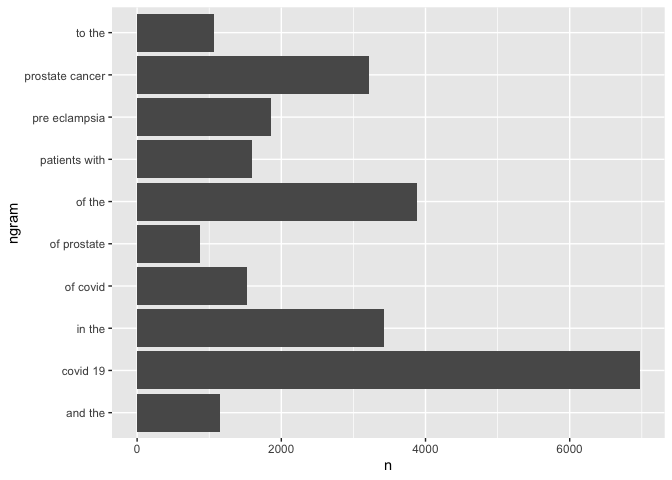 to the
prostate cancer
pre eclampsia
patients with
of the
of prostate
of covid
in the
covid 19
and the
ngram
0 2000 4000 6000
n